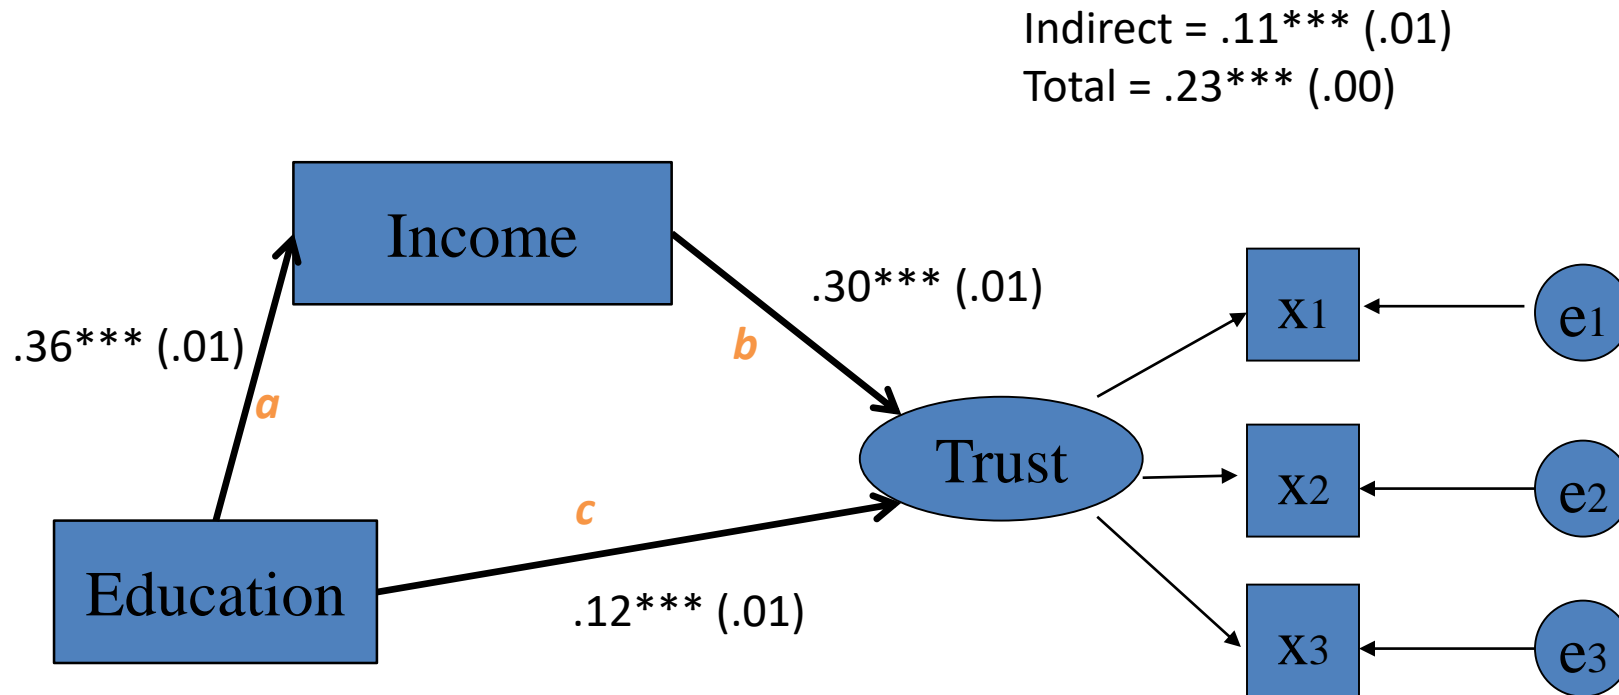 Indirect = .11*** (.01)
Total = .23*** (.00)
Income
.30*** (.01)
x1
e1
.36*** (.01)
b
a
Trust
x2
e2
c
Education
.12*** (.01)
x3
e3